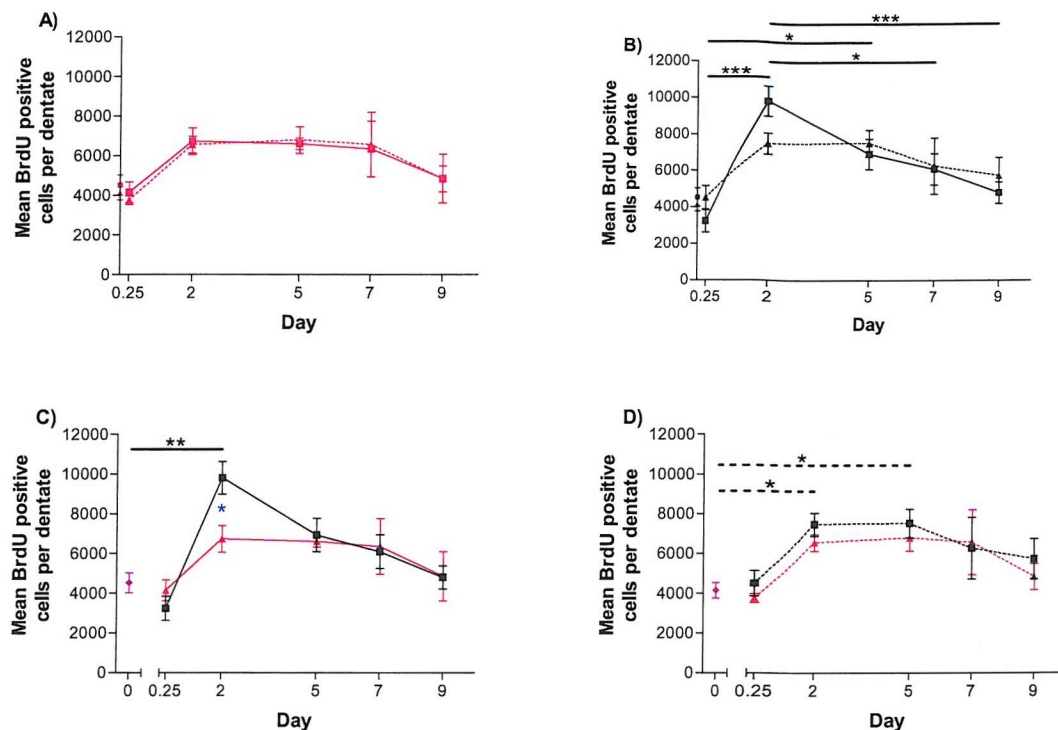 A)
Mean BrdU positive
cells per dentate
12000
10000
8000
6000
4000
2000
0
0.25 2 5 7 9
Day
B)
***
*
*
***
Mean BrdU positive
cells per dentate
12000
10000
8000
6000
4000
2000
0
0.25 2 5 7 9
Day
C)
**
*
Mean BrdU positive
cells per dentate
12000
10000
8000
6000
4000
2000
0
0 0.25 2 5 7 9
Day
D)
*
*
Mean BrdU positive
cells per dentate
12000
10000
8000
6000
4000
2000
0
0 0.25 2 5 7 9
Day